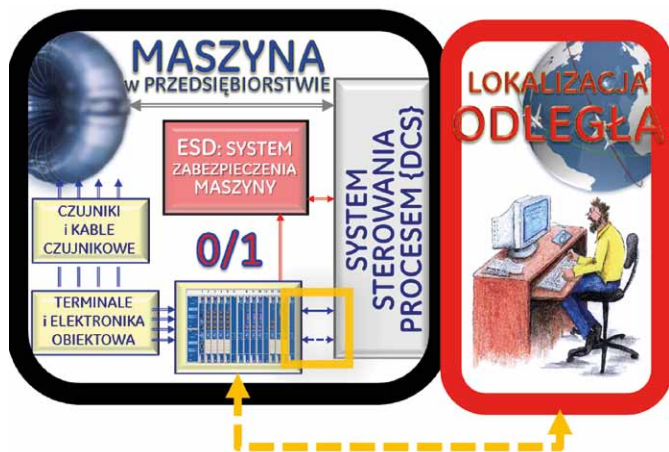 MASZYNA
w PRZEDSIĘBIORSTWIE
ESD: SYSTEM
ZABEZPIECZENIA
MASZYNY
SYSTEM
STEROWANIA
PROCESEM {DCS}
CZUJNIKI
i KABLE
CZUJNIKOWE
0/1
TERMINALE
i ELEKTRONIKA
OBIEKTOWA
LOKALIZACJA
ODLEGŁA